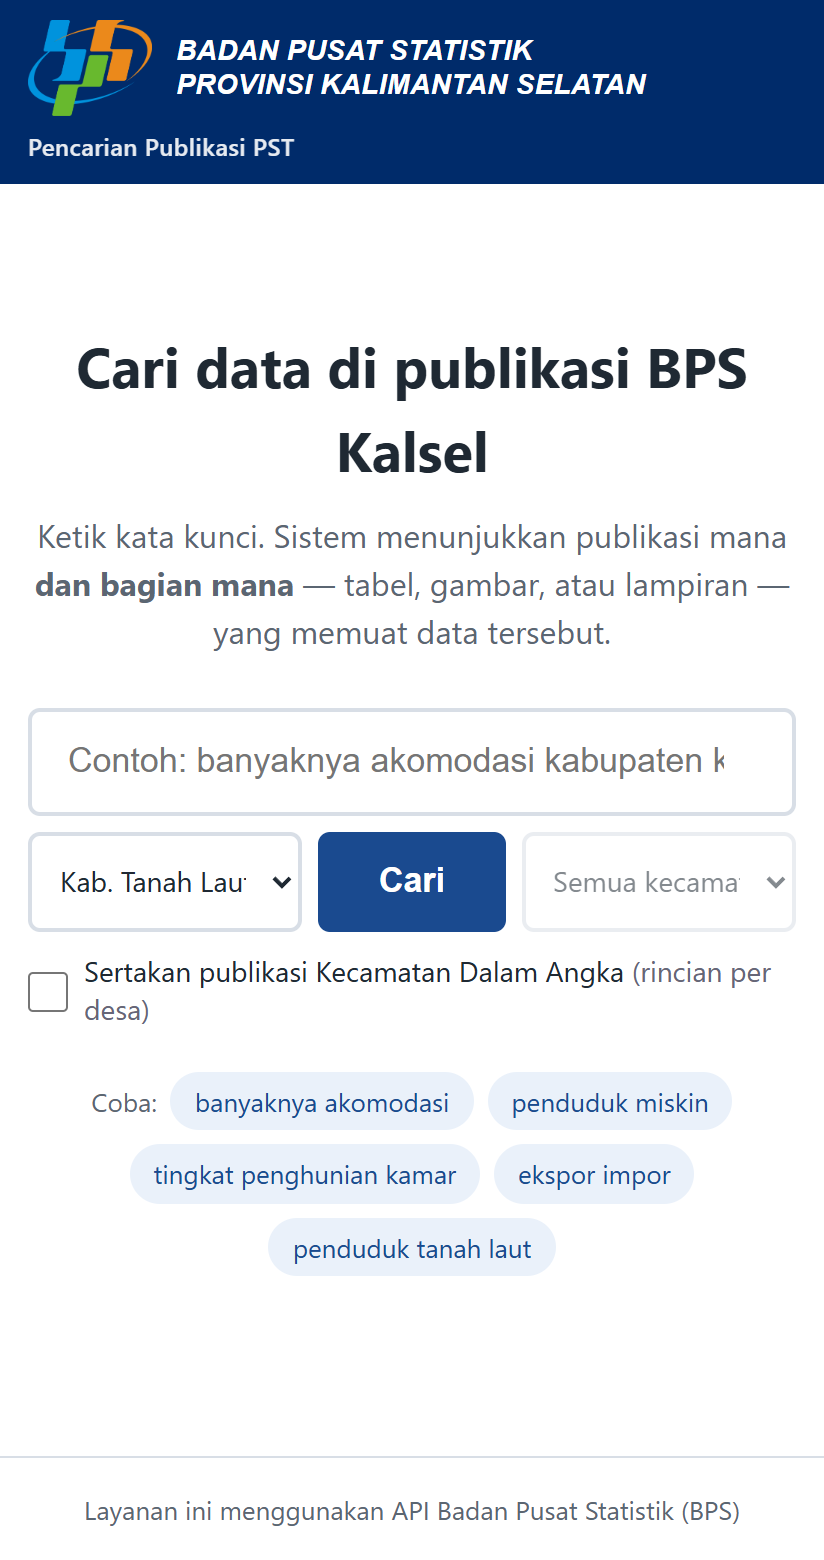 BADAN PUSAT STATISTIK
PROVINSI KALIMANTAN SELATAN
Pencarian Publikasi PST
Cari data di publikasi BPS
Kalsel
Ketik kata kunci. Sistem menunjukkan publikasi mana
dan bagian mana — tabel, gambar, atau lampiran —
yang memuat data tersebut.
Contoh: banyaknya akomodasi kabupaten
Kab. Tanah Laut
Cari
Semua
Sertakan publikasi Kecamatan Dalam Angka (rincian per
desa)
Coba:
banyaknya akomodasi
penduduk miskin
tingkat penghunian kamar
ekspor impor
penduduk tanah laut
Layanan ini menggunakan API Badan Pusat Statistik (BPS)